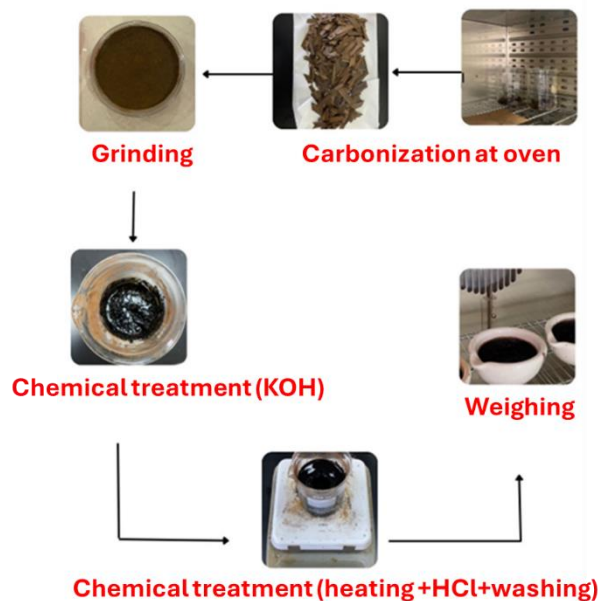 Grinding
Carbonization at oven
Chemical treatment (KOH)
Weighing
Chemical treatment (heating +HCl+washing)